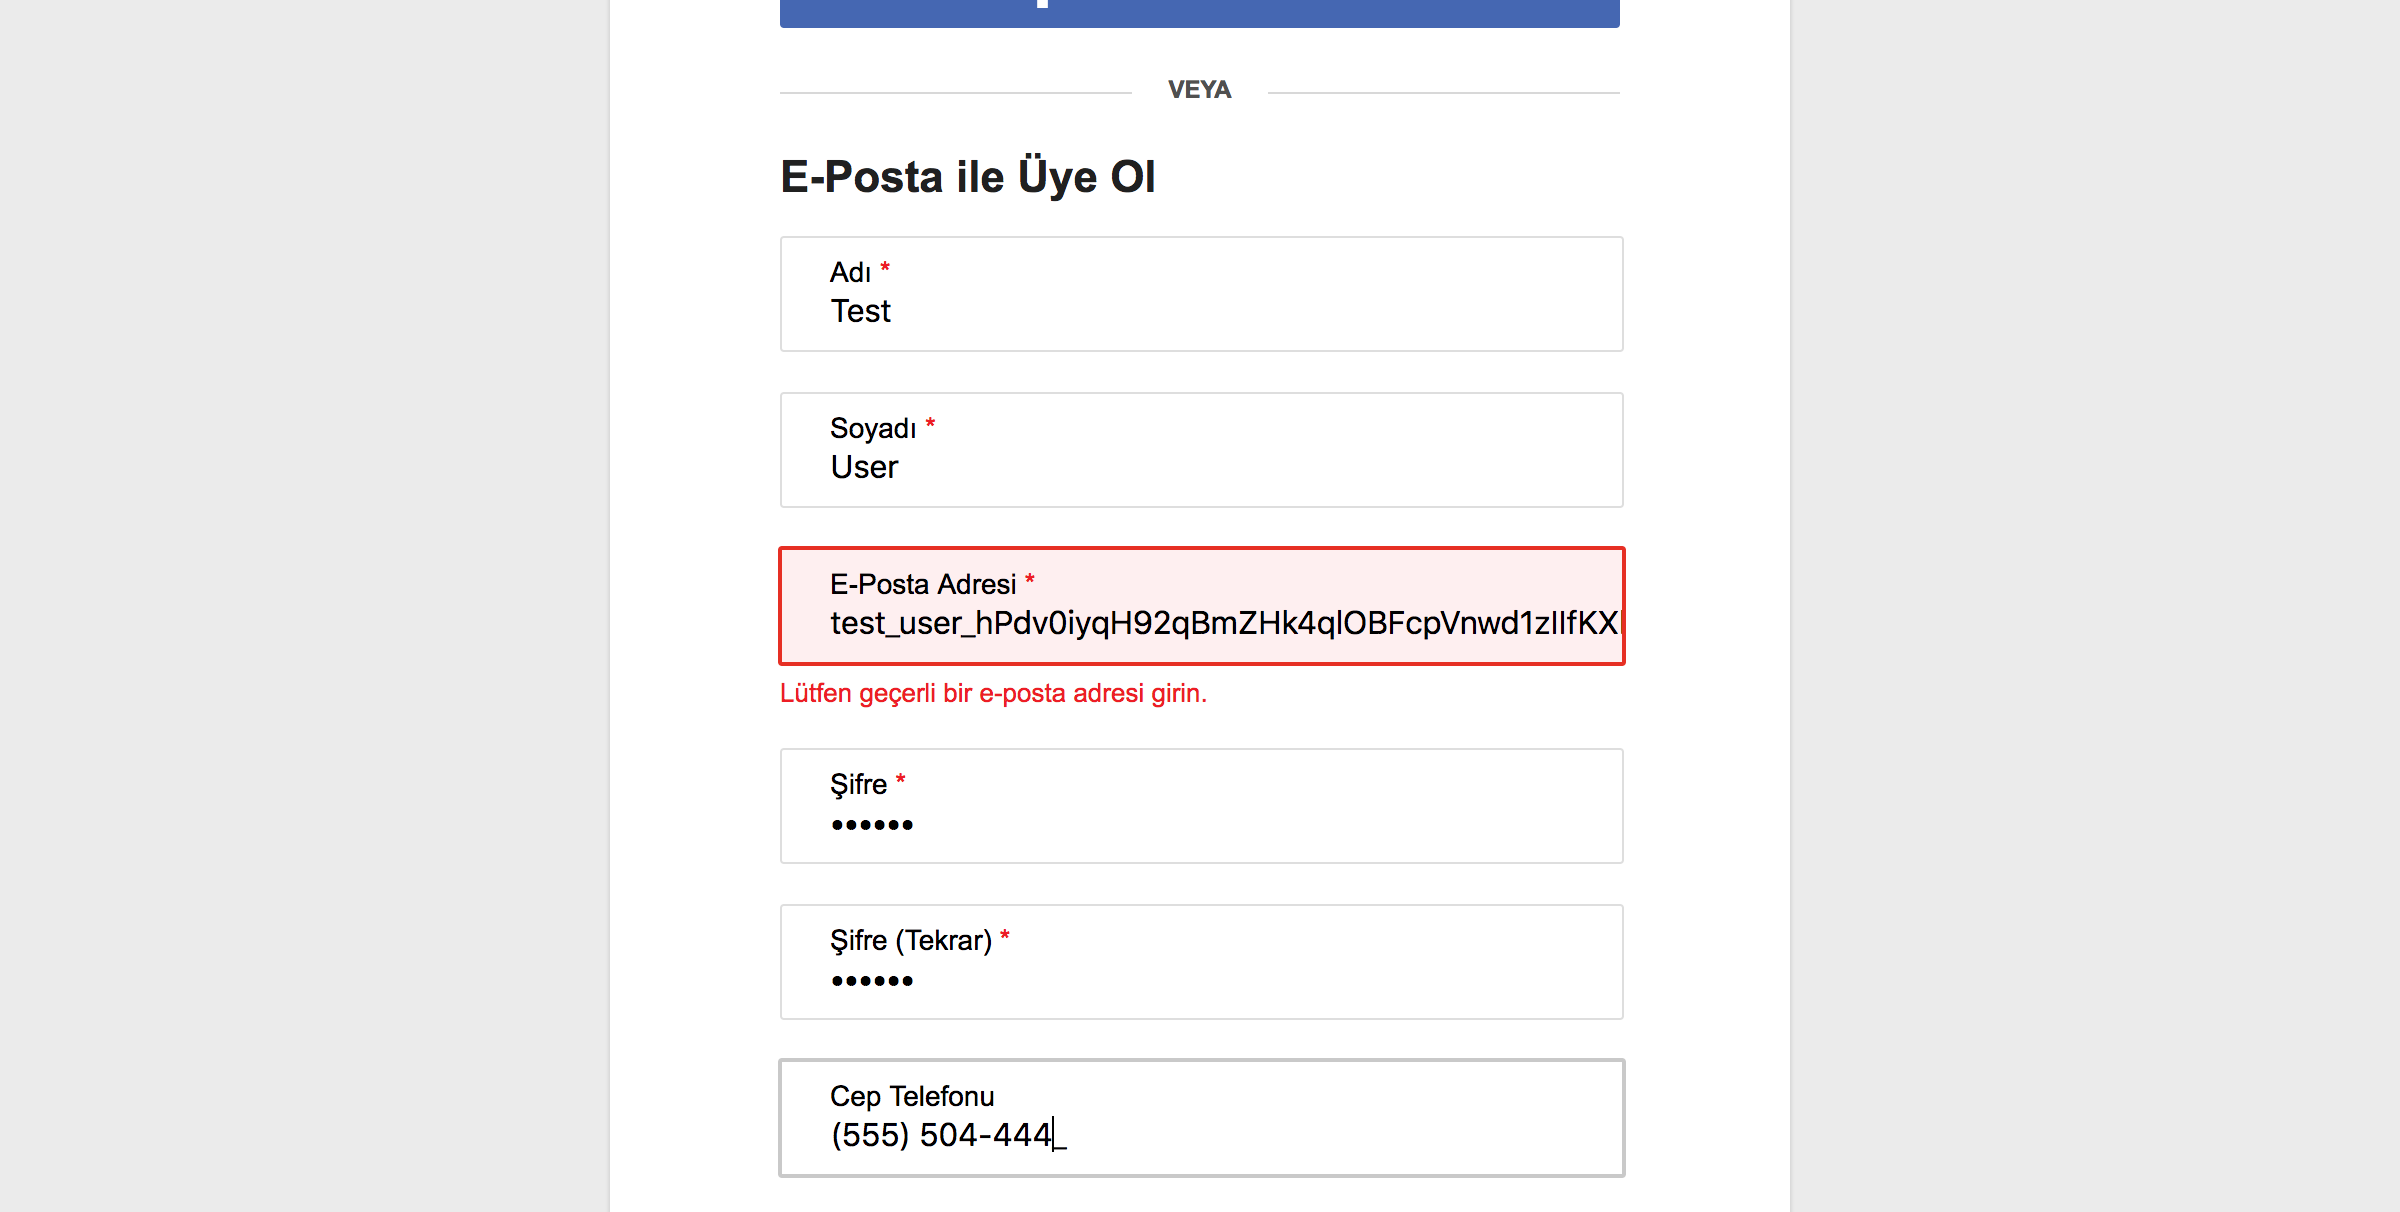 VEYA
E-Posta ile Üye Ol
Adı *
Test
Soyadı *
User
E-Posta Adresi *
test_user_hPdv0iyqH92qBmZHk4qlOBFcpVnwd1zIIfKX
Lütfen geçerli bir e-posta adresi girin.
Şifre *
••••••
Şifre (Tekrar) *
••••••
Cep Telefonu
(555) 504-444_